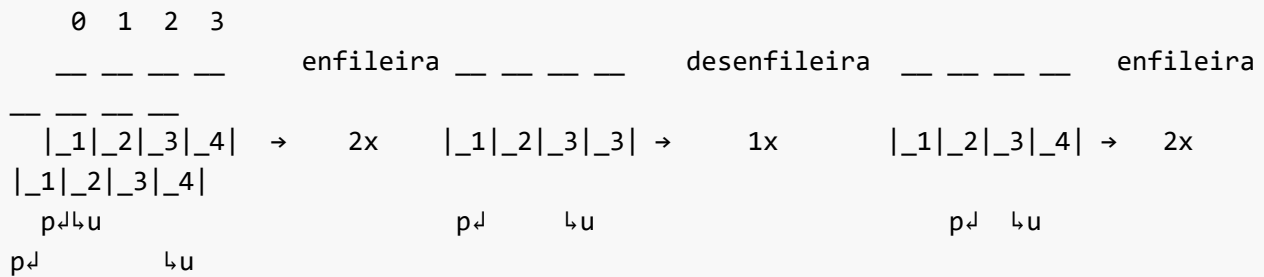 0 1 2 3
__ __ __ __ enfileira __ __ __ __ desenfileira __ __ __ __ enfileira
__ __ __ __
|_1|_2|_3|_4| → 2x |_1|_2|_3|_3| → 1x |_1|_2|_3|_4| → 2x
|_1|_2|_3|_4|
p↲↳u p↲ ↳u p↲ ↳u
p↲ ↳u